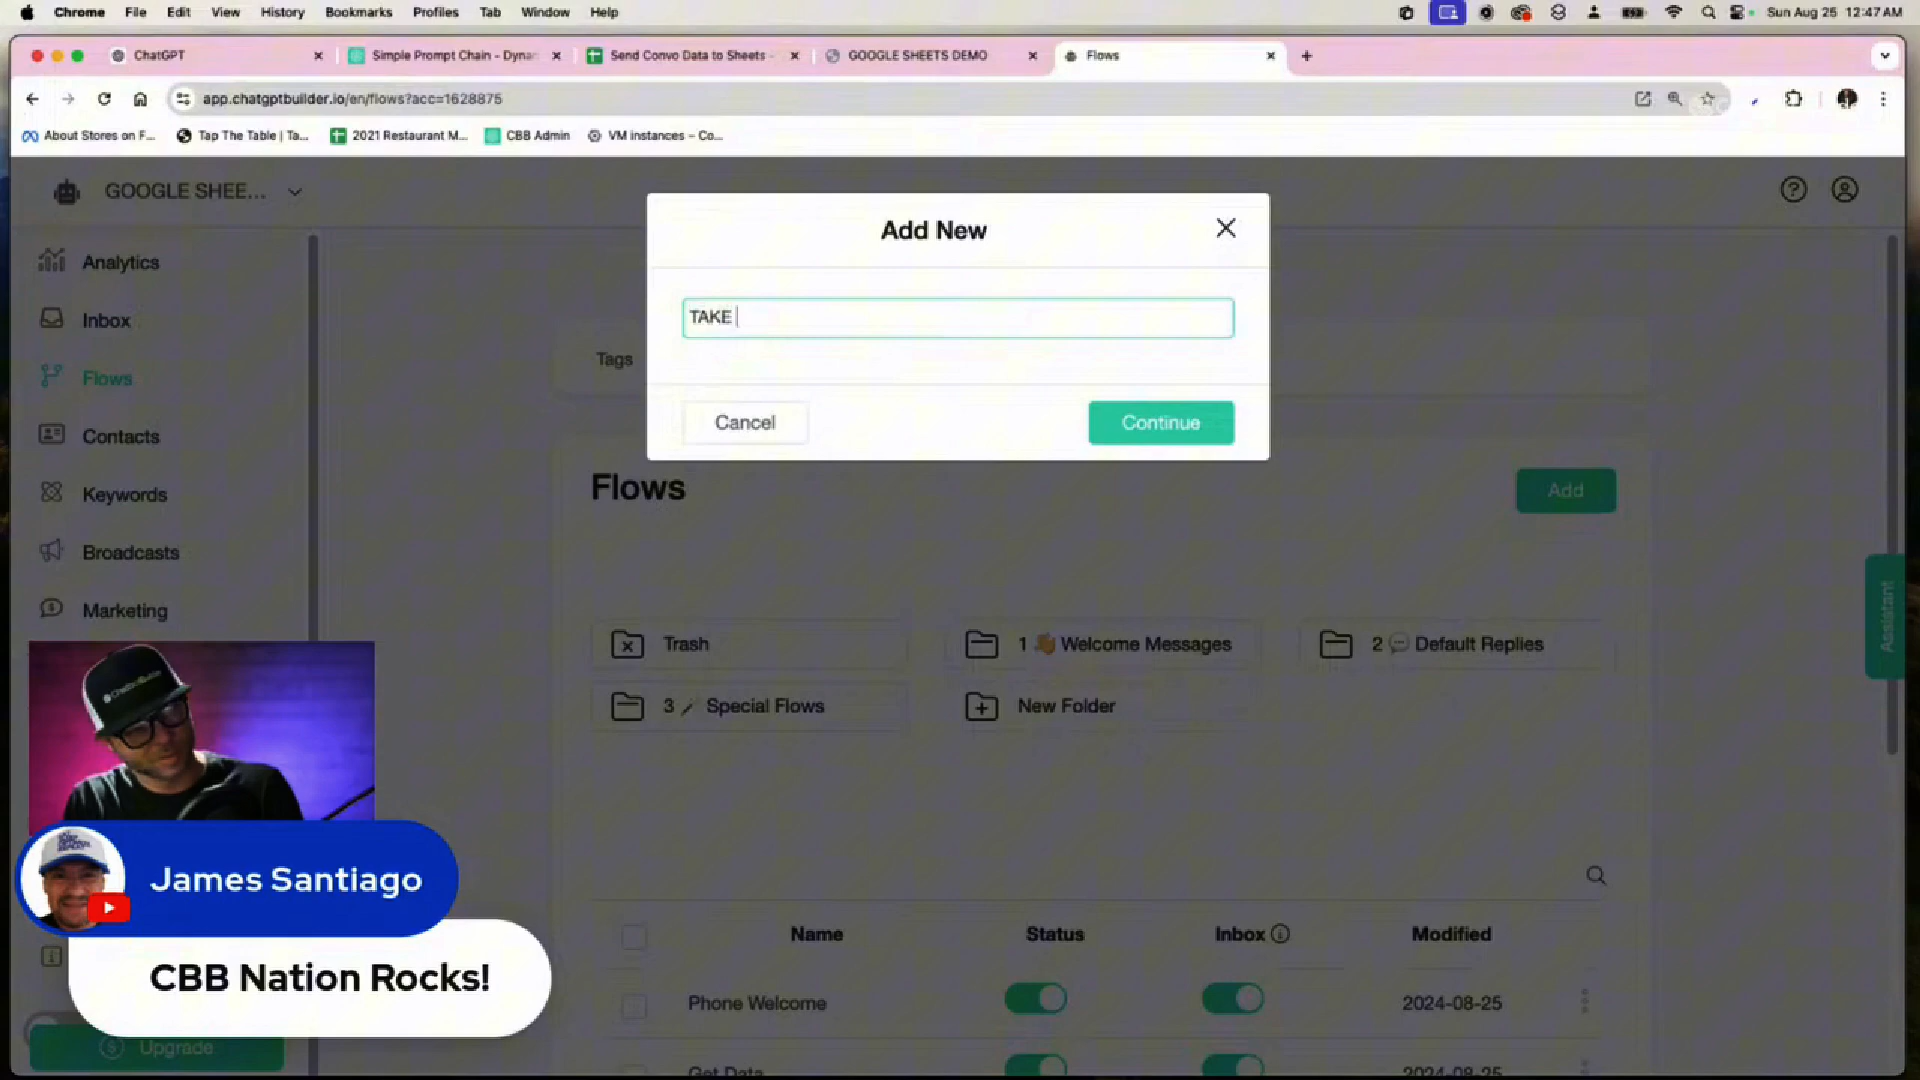 Chrome File Edit View History Bookmarks Profiles Tab Window Help Sun Aug 25 12:47 AM
ChatGPT Simple Prompt Chain - Dynar Send Convo Data to Sheets - GOOGLE SHEETS DEMO Flows
app.chatgptbuilder.io/en/flows?acc=1628875
About Stores on F... Tap The Table | Ta... 2021 Restaurant M... CBB Admin VM instances – Co...
GOOGLE SHEE...
Add New
Analytics
Inbox
TAKE
Tags
Flows
Cancel Continue
Contacts
Keywords
Flows Add
Broadcasts
Marketing
Assistant
Trash 1 👋 Welcome Messages 2 💬 Default Replies
3 🪄 Special Flows New Folder
James Santiago
CBB Nation Rocks!
Name Status Inbox Modified
Phone Welcome 2024-08-25
Get Data 2024-08-25
Upgrade